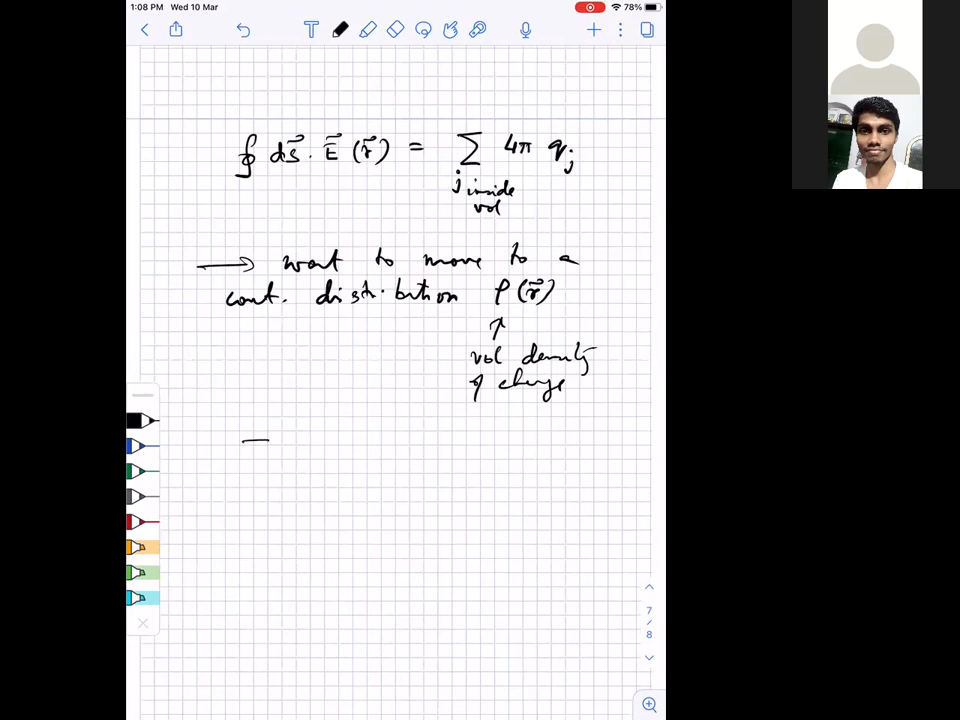 1:08 PM Wed 10 Mar
78%
∮ ds⃗ . E⃗ (r⃗) = ∑ 4π qj
j inside
vol
⟶ want to move to a
cont. distribution ρ(r⃗)
↑
vol density
of charge
—
7
/
8